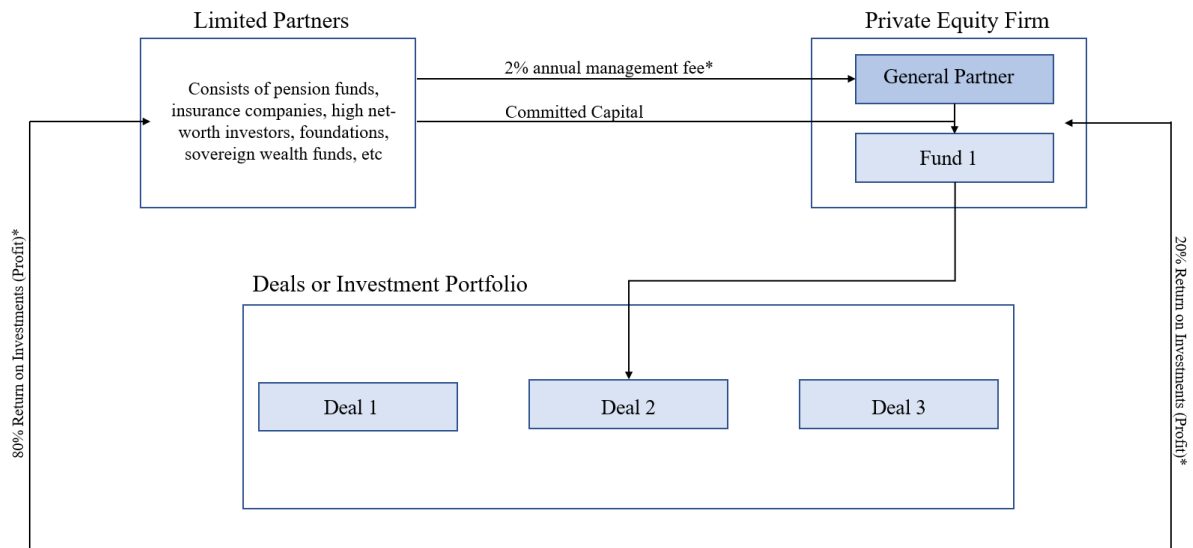 Limited Partners
Private Equity Firm
Consists of pension funds,
insurance companies, high net-
worth investors, foundations,
sovereign wealth funds, etc
2% annual management fee*
Committed Capital
General Partner
Fund 1
80% Return on Investments (Profit)*
20% Return on Investments (Profit)*
Deals or Investment Portfolio
Deal 1
Deal 2
Deal 3